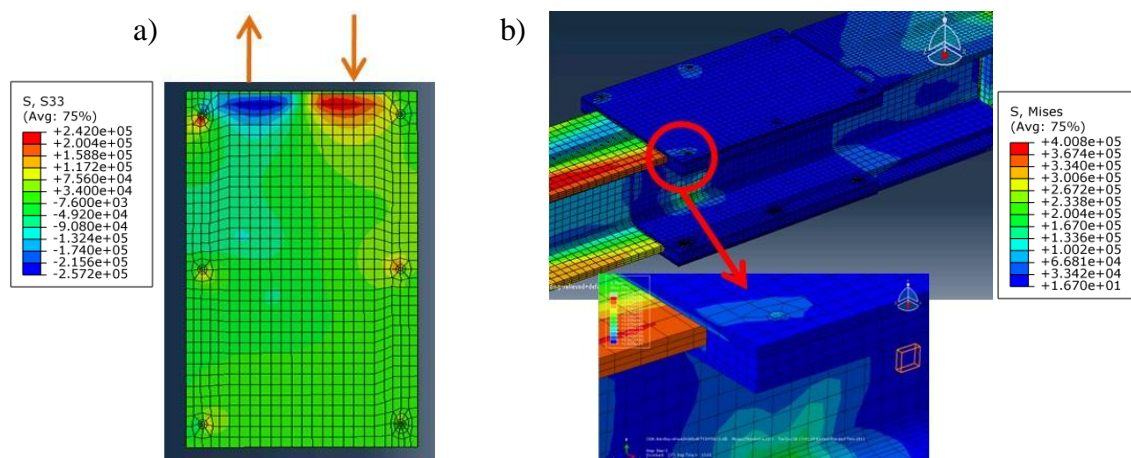 a)
b)
S, S33
(Avg: 75%)
+2.420e+05
+2.004e+05
+1.588e+05
+1.172e+05
+7.560e+04
+3.400e+04
-7.600e+03
-4.920e+04
-9.080e+04
-1.324e+05
-1.740e+05
-2.156e+05
-2.572e+05
S, Mises
(Avg: 75%)
+4.008e+05
+3.674e+05
+3.340e+05
+3.006e+05
+2.672e+05
+2.338e+05
+2.004e+05
+1.670e+05
+1.336e+05
+1.002e+05
+6.681e+04
+3.342e+04
+1.670e+01